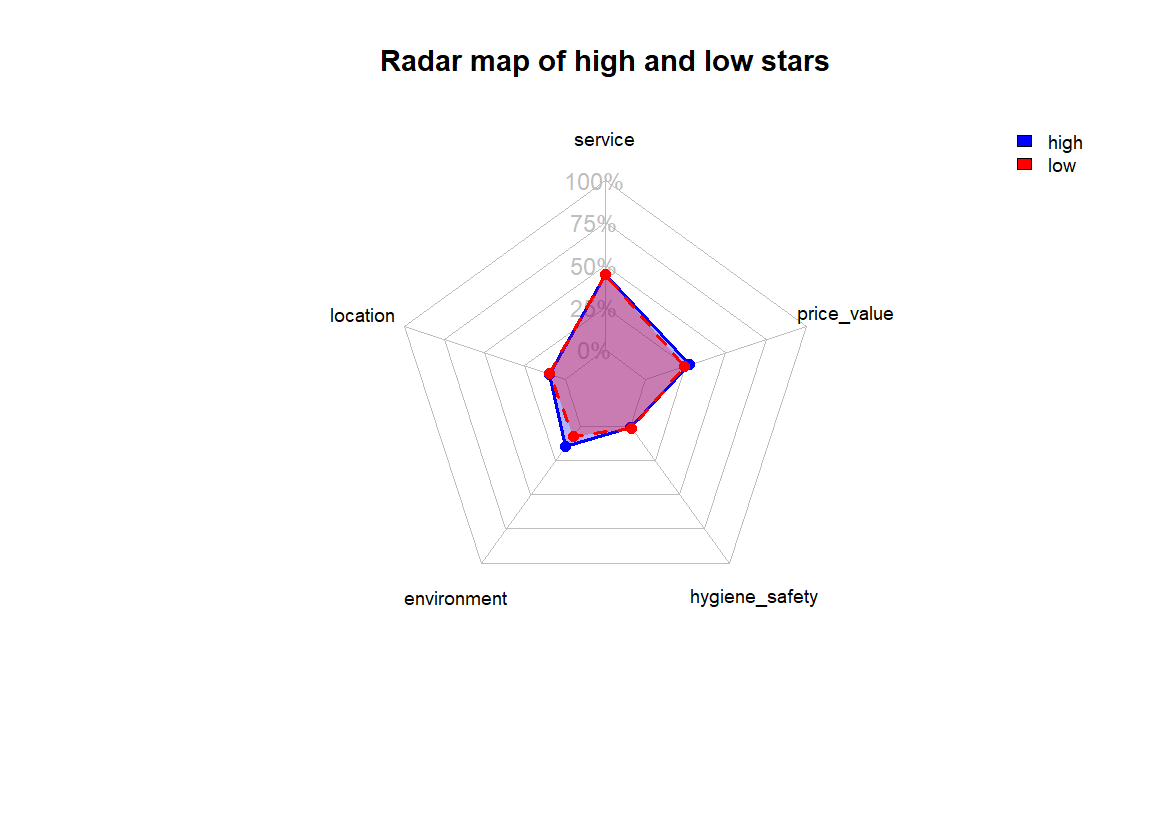 Radar map of high and low stars
service
high
low
100%
75%
50%
25%
0%
location
price_value
environment
hygiene_safety